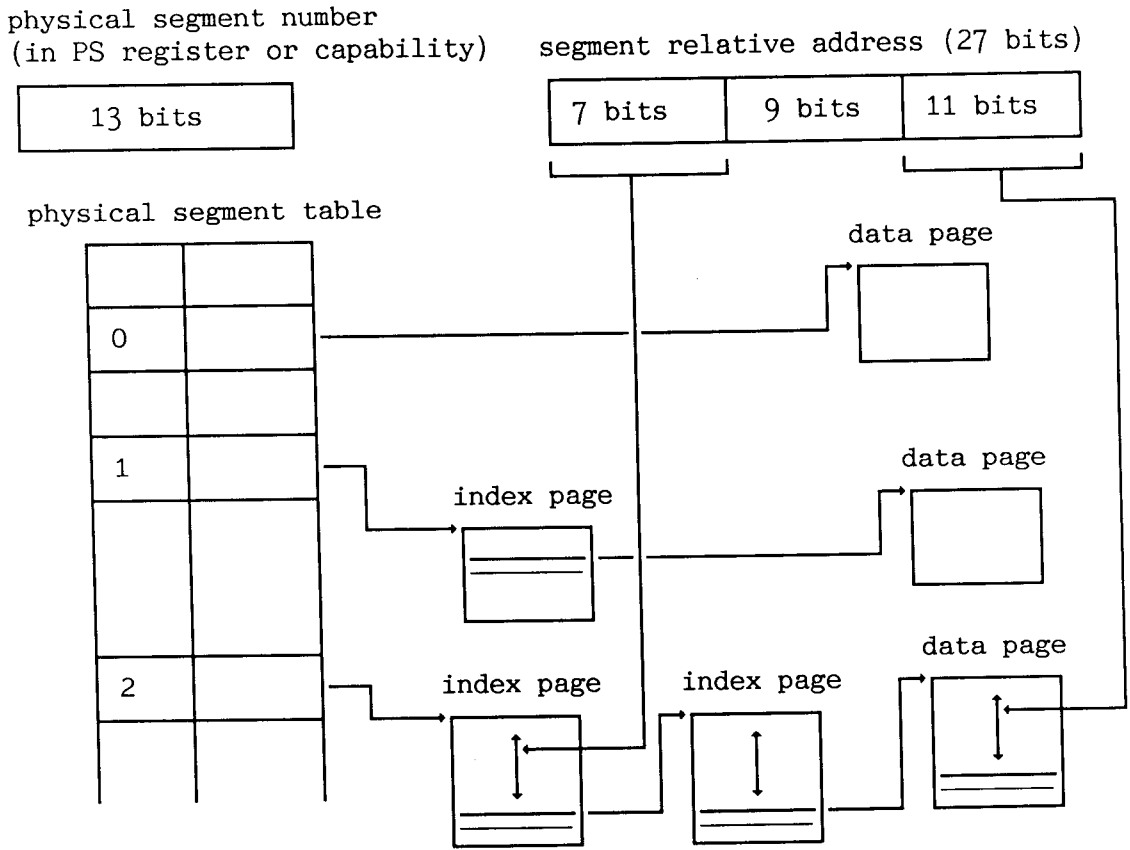 physical segment number
(in PS register or capability)
segment relative address (27 bits)
13 bits
7 bits
9 bits
11 bits
physical segment table
data page
0
1
data page
index page
data page
2
index page
index page